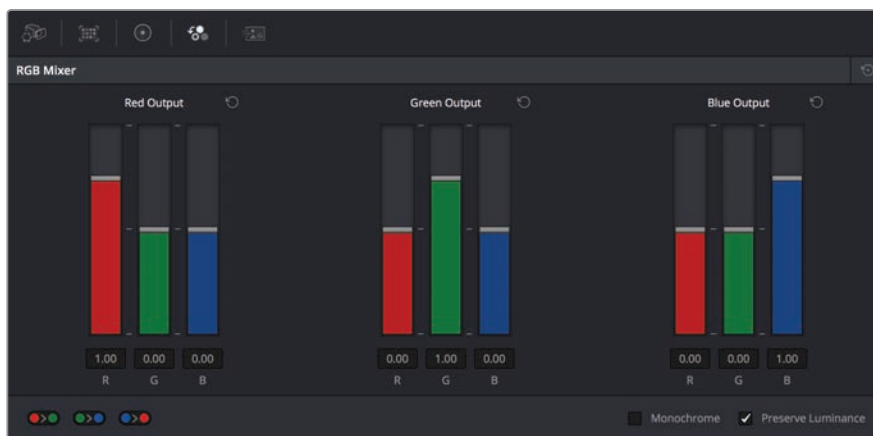 RGB Mixer
Red Output
Green Output
Blue Output
1.00 0.00 0.00
0.00 1.00 0.00
0.00 0.00 1.00
R G B
R G B
R G B
Monochrome
Preserve Luminance